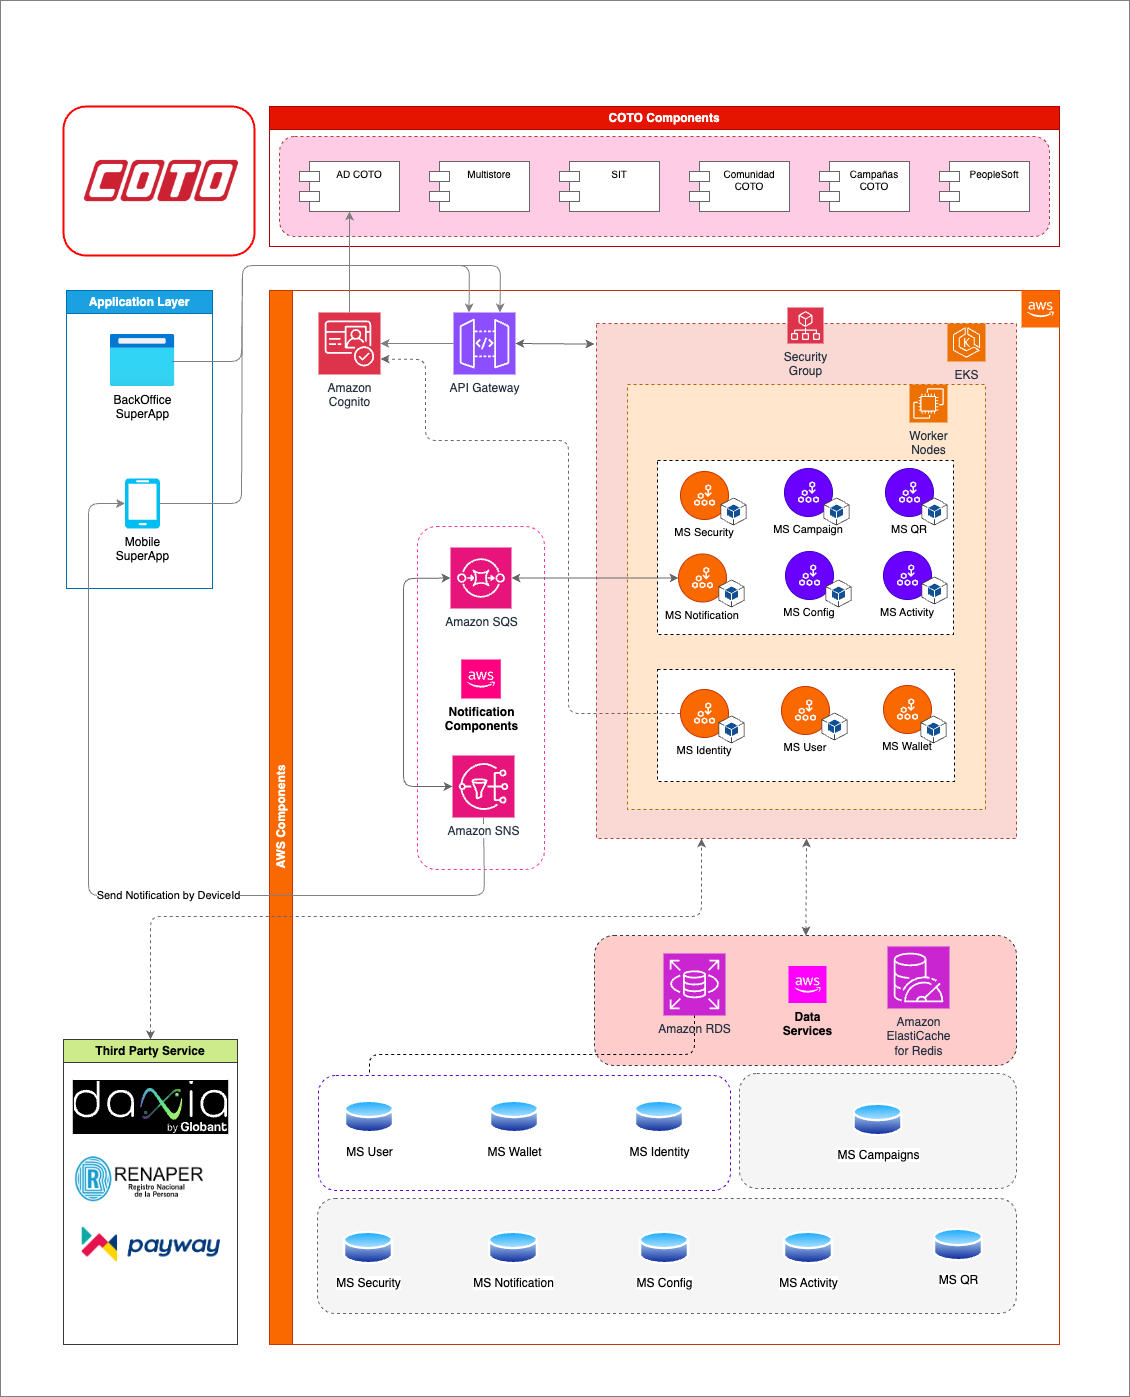 COTO
COTO Components
AD COTO
Multistore
SIT
Comunidad
COTO
Campañas
COTO
PeopleSoft
Application Layer
BackOffice
SuperApp
Mobile
SuperApp
AWS Components
aws
Amazon
Cognito
API Gateway
Security
Group
EKS
Worker
Nodes
MS Security
MS Campaign
MS QR
MS Notification
MS Config
MS Activity
MS Identity
MS User
MS Wallet
Amazon SQS
aws
Notification
Components
Amazon SNS
Send Notification by DeviceId
Amazon RDS
aws
Data
Services
Amazon
ElastiCache
for Redis
Third Party Service
daxia
by Globant
R
RENAPER
Registro Nacional
de la Persona
payway
MS User
MS Wallet
MS Identity
MS Campaigns
MS Security
MS Notification
MS Config
MS Activity
MS QR